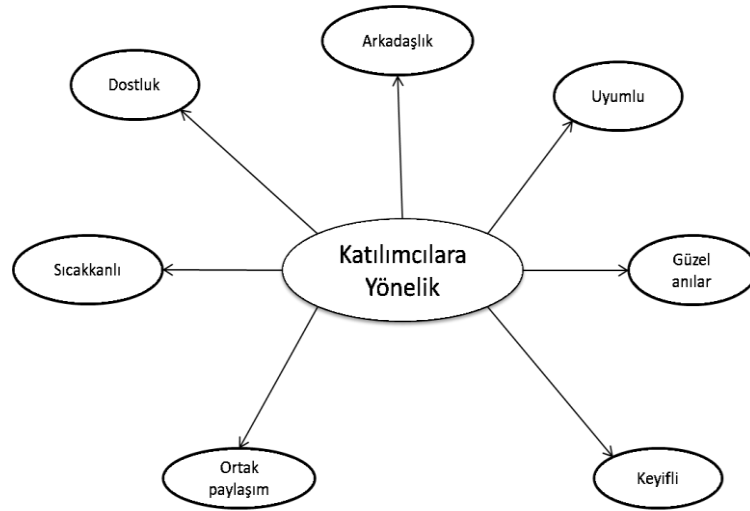 Arkadaşlık
Dostluk
Uyumlu
Katılımcılara
Yönelik
Sıcakkanlı
Güzel
anılar
Ortak
paylaşım
Keyifli